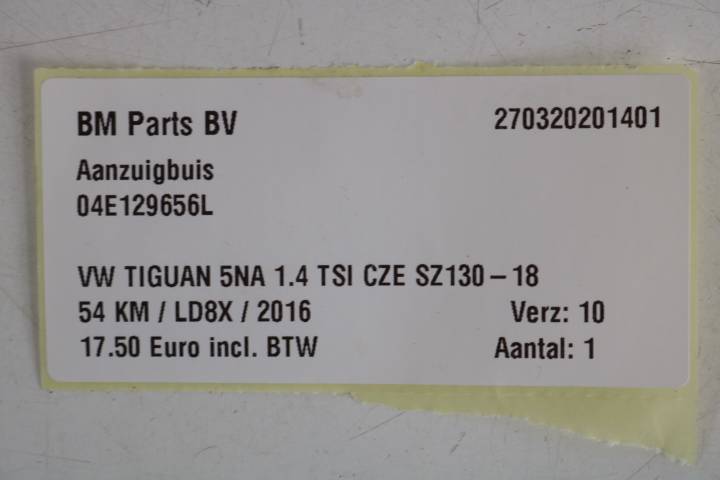 BM Parts BV 270320201401
Aanzuigbuis
04E129656L
VW TIGUAN 5NA 1.4 TSI CZE SZ130-18
54 KM / LD8X / 2016 Verz: 10
17.50 Euro incl. BTW Aantal: 1